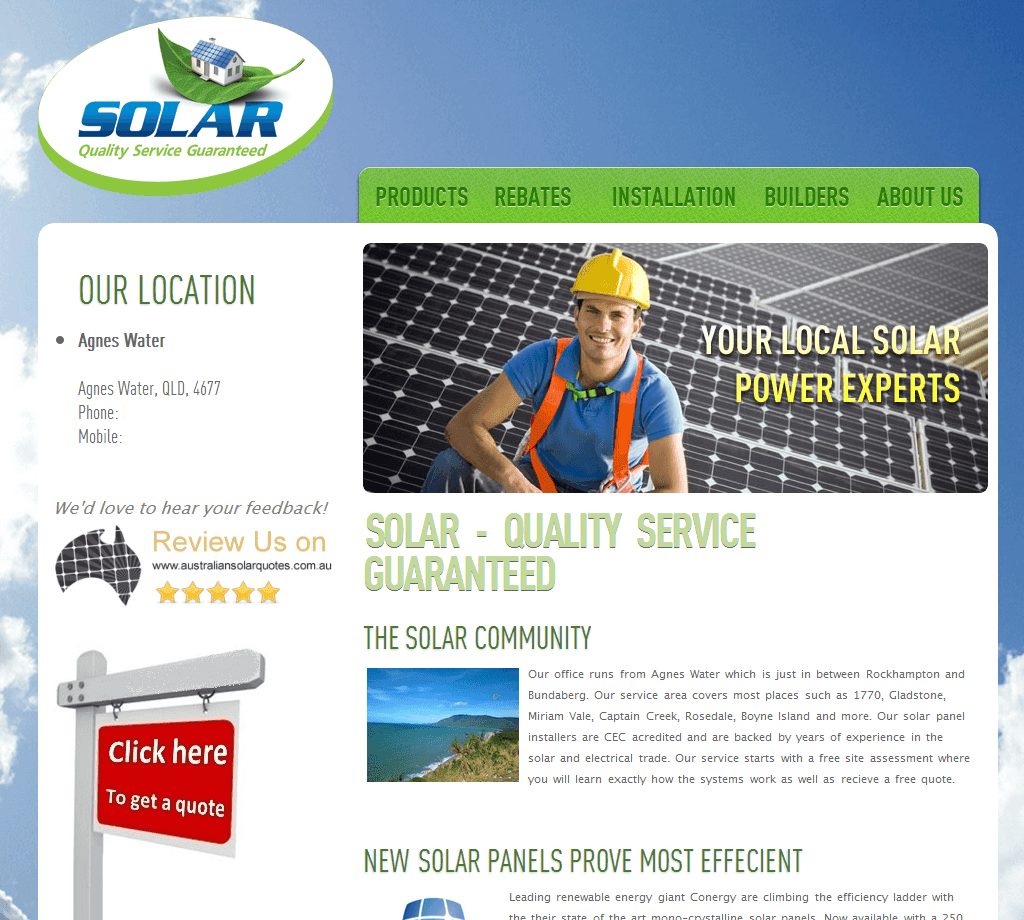 SOLAR
Quality Service Guaranteed
PRODUCTS REBATES INSTALLATION BUILDERS ABOUT US
OUR LOCATION
Agnes Water
Agnes Water, QLD, 4677
Phone:
Mobile:
We'd love to hear your feedback!
Review Us on
www.australiansolarquotes.com.au
Click here
To get a quote
YOUR LOCAL SOLAR
POWER EXPERTS
SOLAR - QUALITY SERVICE
GUARANTEED
THE SOLAR COMMUNITY
Our office runs from Agnes Water which is just in between Rockhampton and
Bundaberg. Our service area covers most places such as 1770, Gladstone,
Miriam Vale, Captain Creek, Rosedale, Boyne Island and more. Our solar panel
installers are CEC acredited and are backed by years of experience in the
solar and electrical trade. Our service starts with a free site assessment where
you will learn exactly how the systems work as well as recieve a free quote.
NEW SOLAR PANELS PROVE MOST EFFECIENT
Leading renewable energy giant Conergy are climbing the efficiency ladder with
the their state of the art mono-crystalline solar panels. Now available with a 250